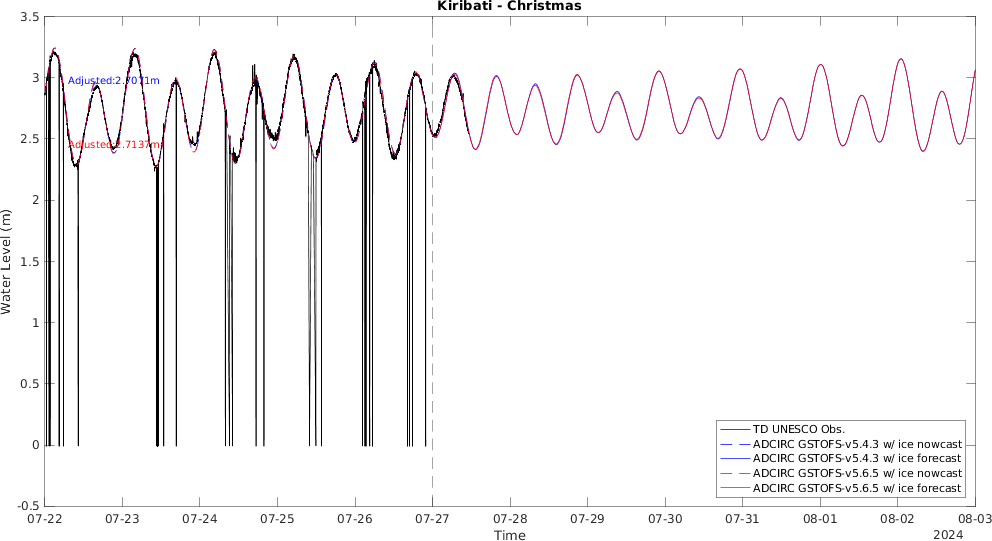 Kiribati - Christmas
3.5
3
2.5
2
1.5
1
0.5
0
-0.5
Water Level (m)
Adjusted:2.7071m
Adjusted:2.7137m
TD UNESCO Obs.
ADCIRC GSTOFS-v5.4.3 w/ ice nowcast
ADCIRC GSTOFS-v5.4.3 w/ ice forecast
ADCIRC GSTOFS-v5.6.5 w/ ice nowcast
ADCIRC GSTOFS-v5.6.5 w/ ice forecast
07-22 07-23 07-24 07-25 07-26 07-27 07-28 07-29 07-30 07-31 08-01 08-02 08-03
Time
2024